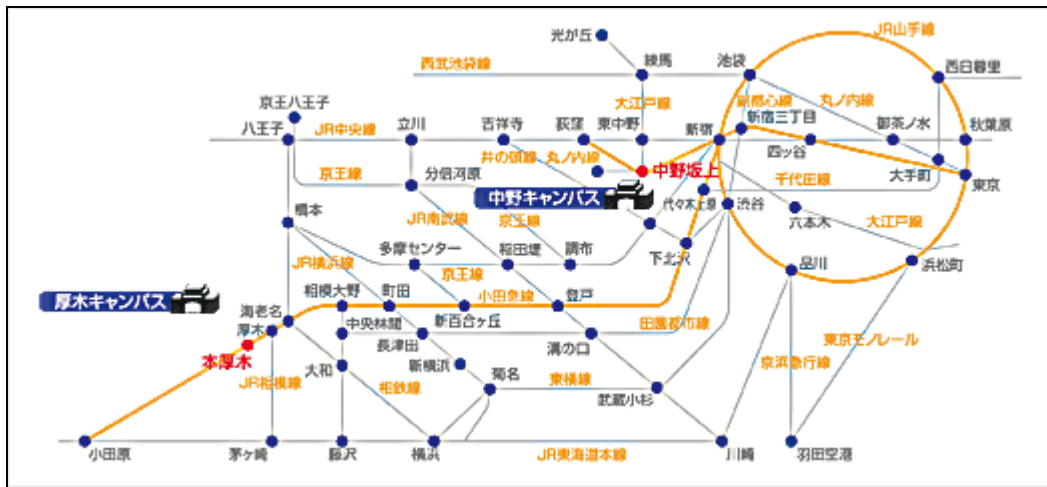 JR山手線
光が丘
西武池袋線
練馬
池袋
西日暮里
京王八王子
大江戸線
副都心線
丸ノ内線
八王子
JR中央線
立川
吉祥寺
荻窪
東中野
新宿
新宿三丁目
御茶ノ水
秋葉原
井の頭線
丸ノ内線
四ッ谷
京王線
分倍河原
中野坂上
千代田線
大手町
東京
中野キャンパス
代々木上原
渋谷
橋本
JR南武線
京王線
六本木
大江戸線
多摩センター
稲田堤
調布
下北沢
品川
浜松町
JR横浜線
京王線
厚木キャンパス
相模大野
町田
小田急線
登戸
海老名
厚木
中央林間
新百合ヶ丘
田園都市線
本厚木
長津田
溝の口
東京モノレール
大和
新横浜
菊名
京浜急行線
JR相模線
相鉄線
東横線
武蔵小杉
小田原
茅ヶ崎
藤沢
横浜
JR東海道本線
川崎
羽田空港